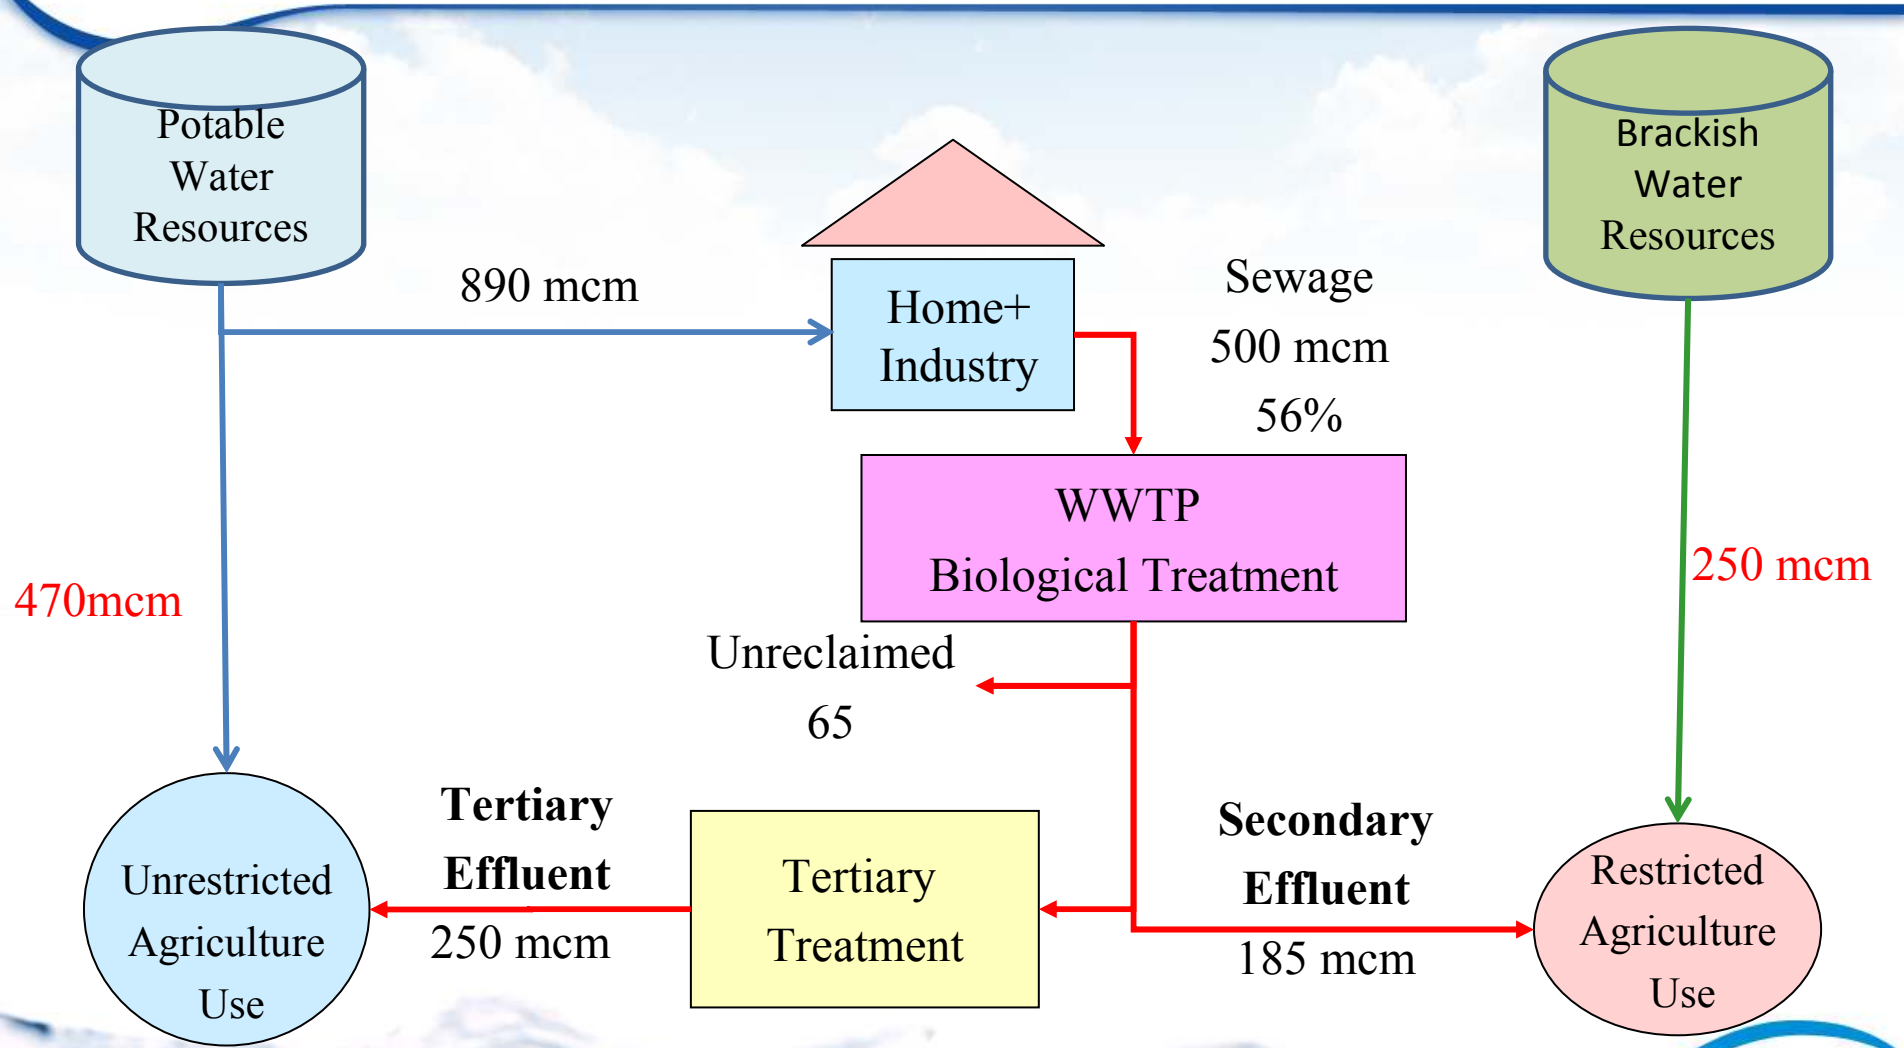 Potable
Water
Resources
Brackish
Water
Resources
890 mcm
Home+
Industry
Sewage
500 mcm
56%
WWTP
Biological Treatment
470mcm
250 mcm
Unreclaimed
65
Tertiary
Effluent
250 mcm
Tertiary
Treatment
Secondary
Effluent
185 mcm
Unrestricted
Agriculture
Use
Restricted
Agriculture
Use